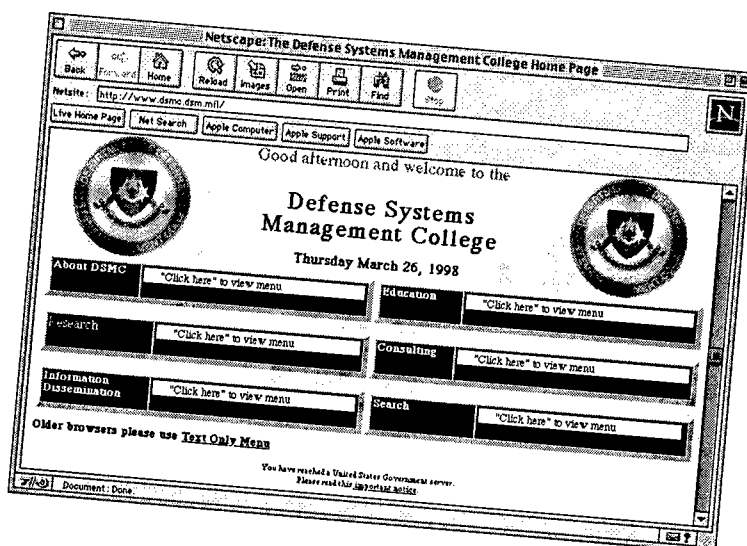 Netscape: The Defense Systems Management College Home Page
Back Forward Home Reload Images Open Print Find Stop
Netsite: http://www.dsmc.dsm.mil/
N
Live Home Page Net Search Apple Computer Apple Support Apple Software
Good afternoon and welcome to the
Defense Systems
Management College
Thursday March 26, 1998
About DSMC "Click here" to view menu
Education "Click here" to view menu
Research "Click here" to view menu
Consulting "Click here" to view menu
Information
Dissemination "Click here" to view menu
Search "Click here" to view menu
Older browsers please use Text Only Menu
You have reached a United States Government server.
Please read this important notice.
Document: Done.
?